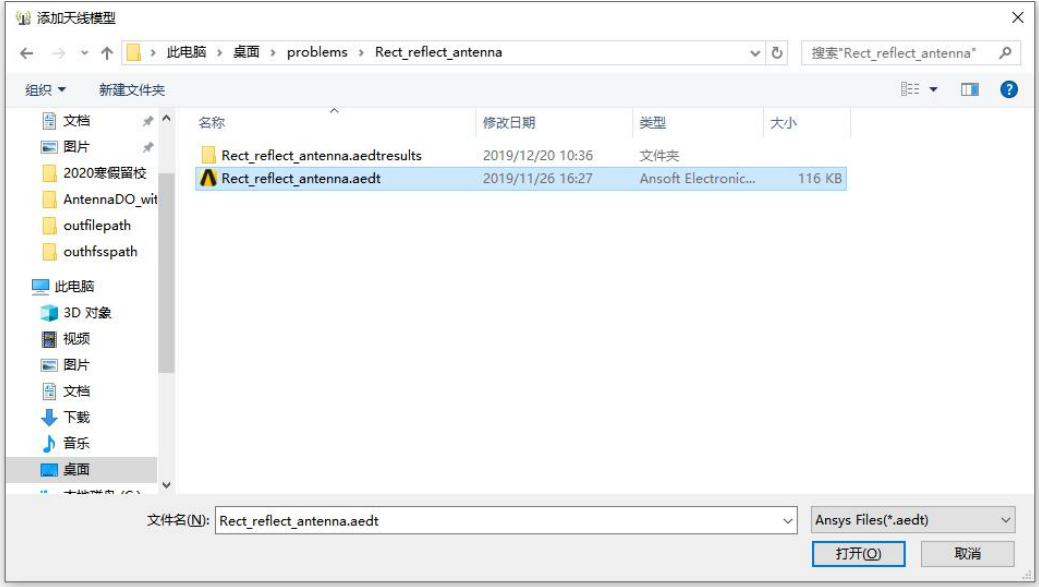 添加天线模型
此电脑 › 桌面 › problems › Rect_reflect_antenna
搜索"Rect_reflect_antenna"
组织 新建文件夹
名称 修改日期 类型 大小
Rect_reflect_antenna.aedtresults 2019/12/20 10:36 文件夹
Rect_reflect_antenna.aedt 2019/11/26 16:27 Ansoft Electronic... 116 KB
文档
图片
2020寒假留校
AntennaDO_wit
outfilepath
outhfsspath
此电脑
3D 对象
视频
图片
文档
下载
音乐
桌面
文件名(N): Rect_reflect_antenna.aedt Ansys Files(*.aedt)
打开(O) 取消